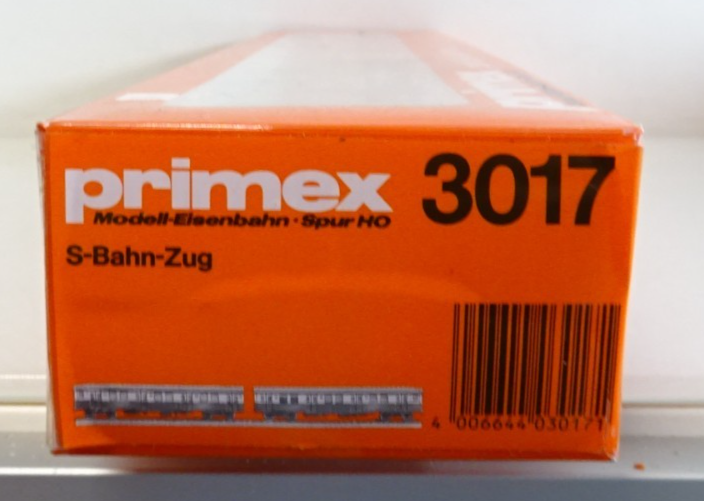 primex 3017
Modell-Eisenbahn · Spur HO
S-Bahn-Zug
4 006644 030171